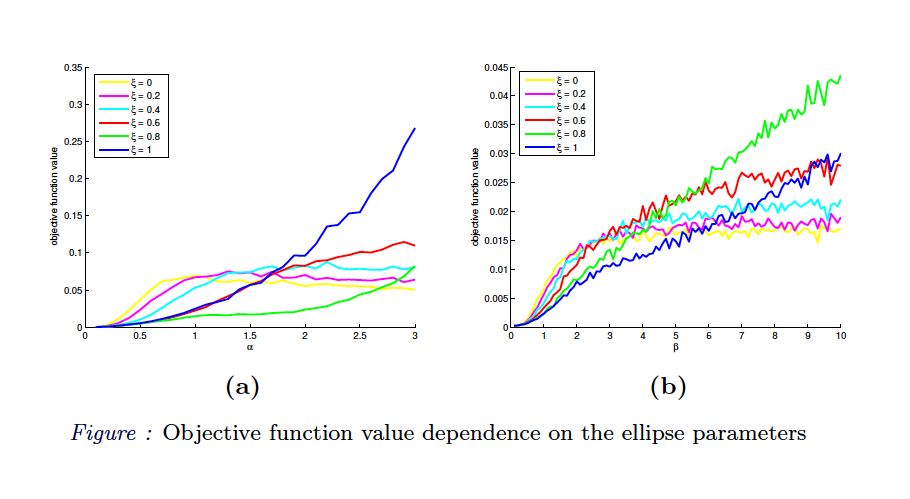 0.35
0.3
0.25
0.2
0.15
0.1
0.05
0
objective function value
ξ = 0
ξ = 0.2
ξ = 0.4
ξ = 0.6
ξ = 0.8
ξ = 1
0 0.5 1 1.5 2 2.5 3
α
(a)
0.045
0.04
0.035
0.03
0.025
0.02
0.015
0.01
0.005
0
objective function value
ξ = 0
ξ = 0.2
ξ = 0.4
ξ = 0.6
ξ = 0.8
ξ = 1
0 1 2 3 4 5 6 7 8 9 10
β
(b)
Figure : Objective function value dependence on the ellipse parameters